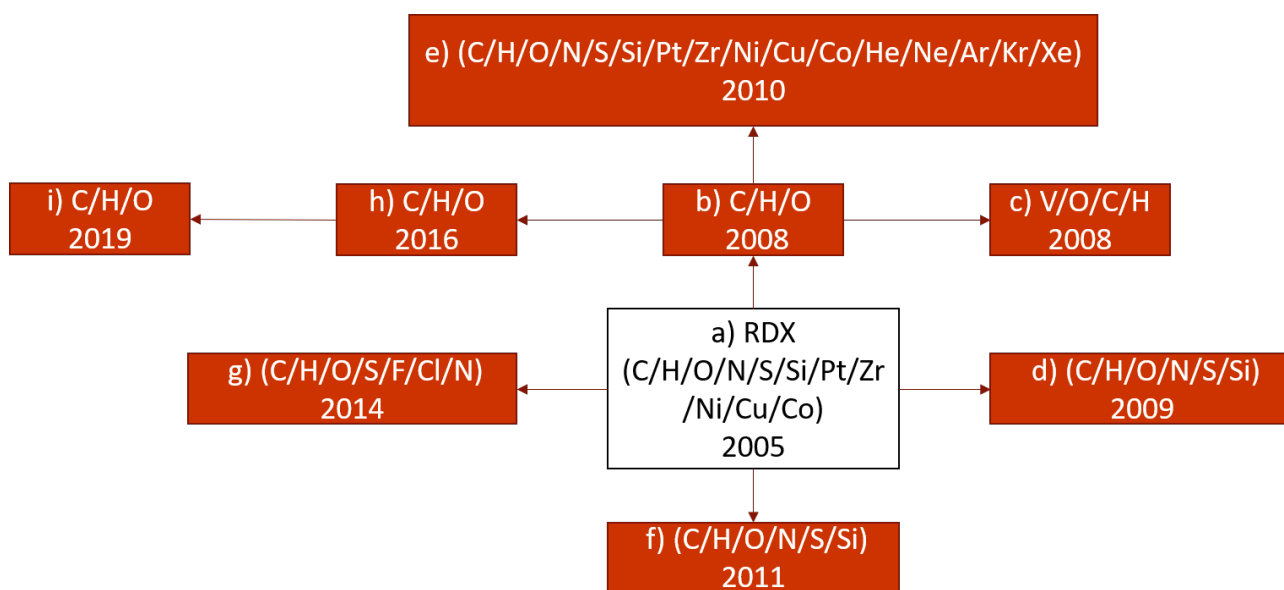 e) (C/H/O/N/S/Si/Pt/Zr/Ni/Cu/Co/He/Ne/Ar/Kr/Xe)
2010
i) C/H/O
2019
h) C/H/O
2016
b) C/H/O
2008
c) V/O/C/H
2008
g) (C/H/O/S/F/Cl/N)
2014
a) RDX
(C/H/O/N/S/Si/Pt/Zr
/Ni/Cu/Co)
2005
d) (C/H/O/N/S/Si)
2009
f) (C/H/O/N/S/Si)
2011